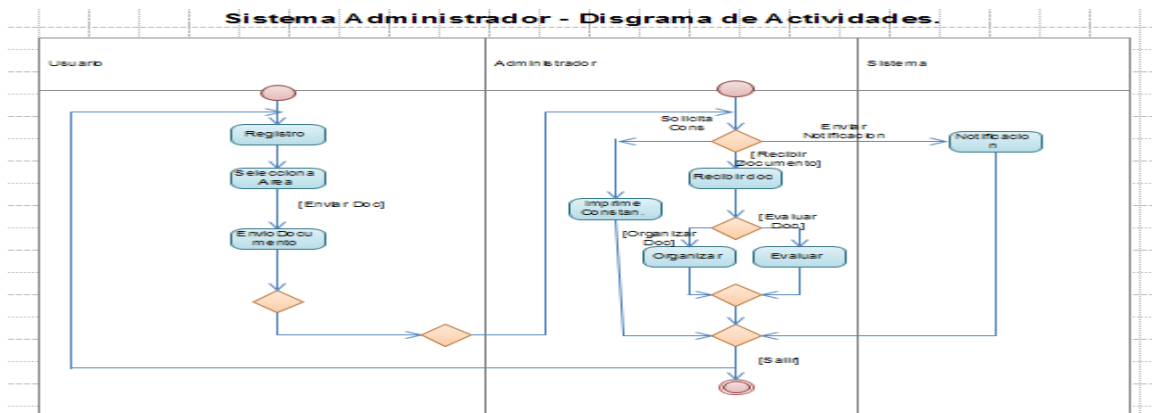 Sistema Administrador - Disgrama de Actividades.
Usuario
Administrador
Sistema
Registro
Selecciona
Area
[Enviar Doc]
Envio Docu
mento
Solicita
Cons
Enviar
Notificacion
Notificacio
n
[Recibir
Documento]
Recibir doc
Imprime
Constan.
[Evaluar
Doc]
[Organizar
Doc]
Organizar
Evaluar
[Salir]